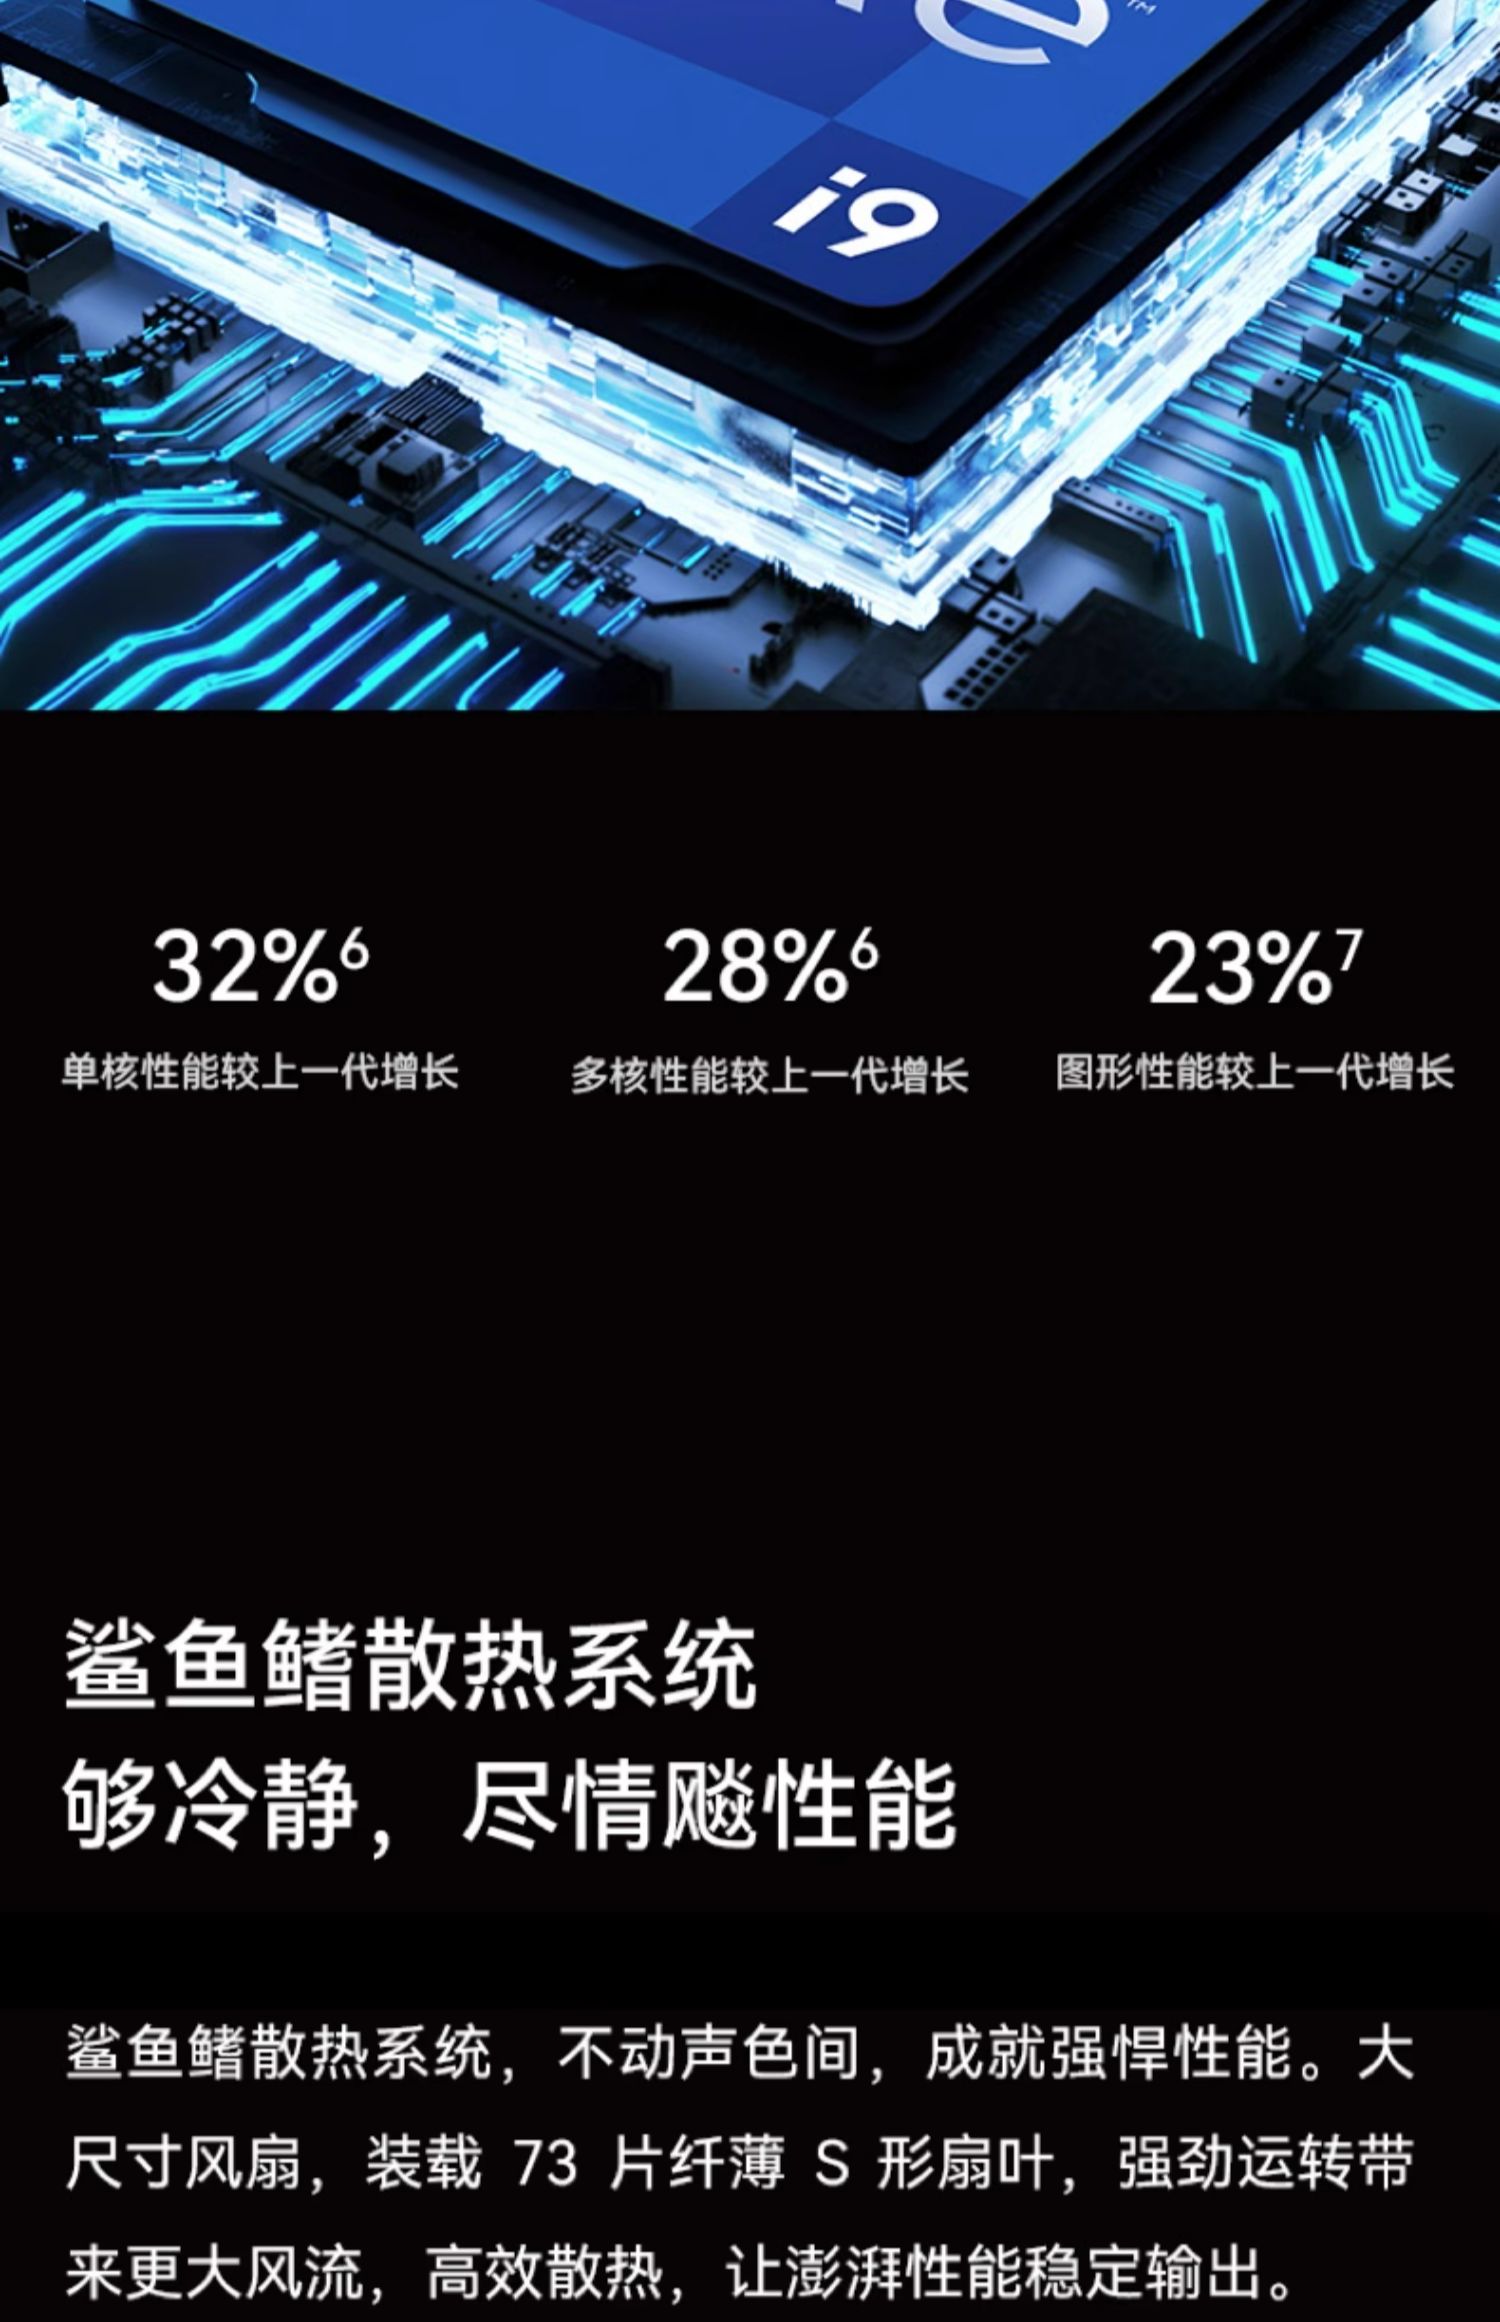 e™
i9
32%6 28%6 23%7
单核性能较上一代增长 多核性能较上一代增长 图形性能较上一代增长
鲨鱼鳍散热系统
够冷静，尽情飚性能
鲨鱼鳍散热系统，不动声色间，成就强悍性能。大
尺寸风扇，装载 73 片纤薄 S 形扇叶，强劲运转带
来更大风流，高效散热，让澎湃性能稳定输出。